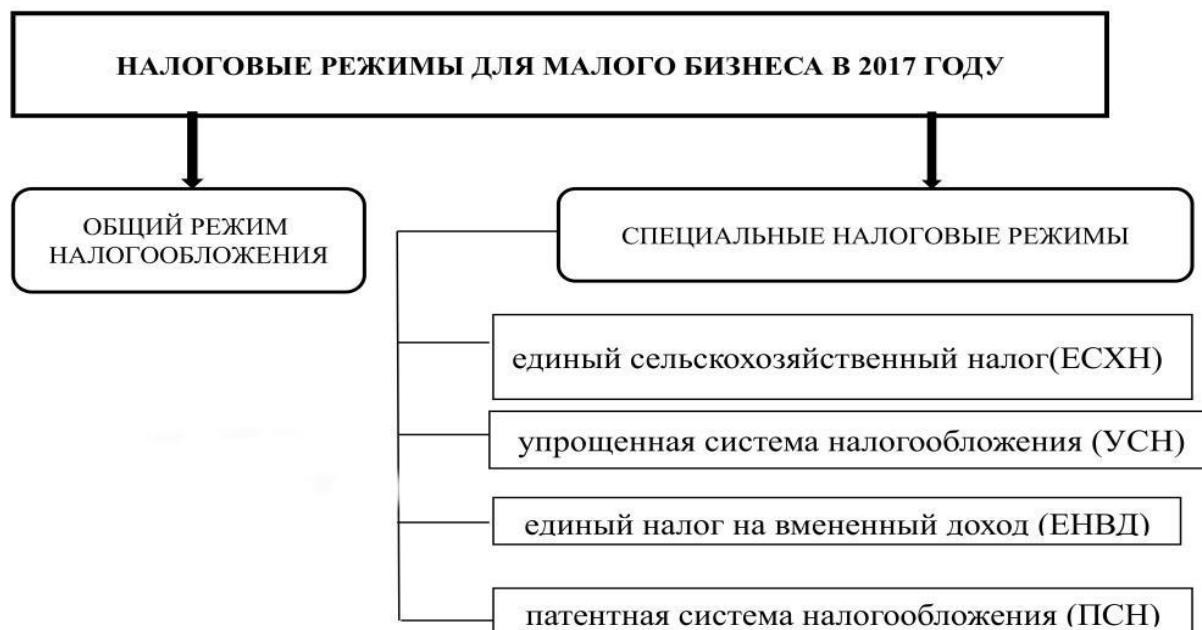 НАЛОГОВЫЕ РЕЖИМЫ ДЛЯ МАЛОГО БИЗНЕСА В 2017 ГОДУ
ОБЩИЙ РЕЖИМ
НАЛОГООБЛОЖЕНИЯ
СПЕЦИАЛЬНЫЕ НАЛОГОВЫЕ РЕЖИМЫ
единый сельскохозяйственный налог(ЕСХН)
упрощенная система налогообложения (УСН)
единый налог на вмененный доход (ЕНВД)
патентная система налогообложения (ПСН)